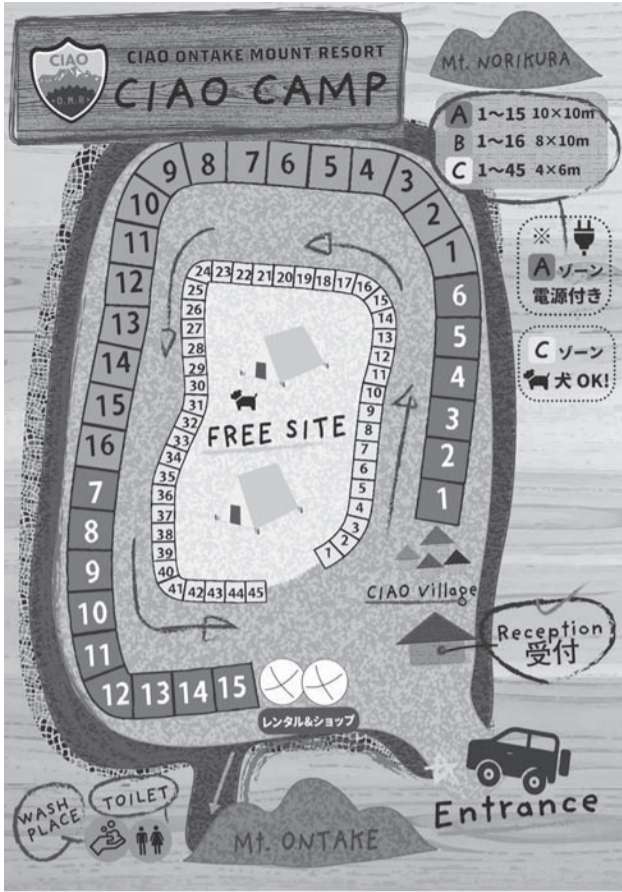 CIAO
O.M.R
CIAO ONTAKE MOUNT RESORT
CIAO CAMP
Mt. NORIKURA
A 1〜15 10×10m
B 1〜16 8×10m
C 1〜45 4×6m
※
A ゾーン
電源付き
C ゾーン
犬 OK!
9 8 7 6 5 4 3
10 2
11 1
12 6
13 5
14 4
15 3
16 2
7 1
8
9
10
11
12 13 14 15
24 23 22 21 20 19 18 17 16
25 15
26 14
27 13
28 12
29 11
30 10
31 9
32 8
33 7
34 6
35 5
36 4
37 3
38 2
39 1
40
41 42 43 44 45
FREE SITE
CIAO Village
Reception
受付
レンタル&ショップ
Entrance
WASH
PLACE
TOILET
Mt. ONTAKE